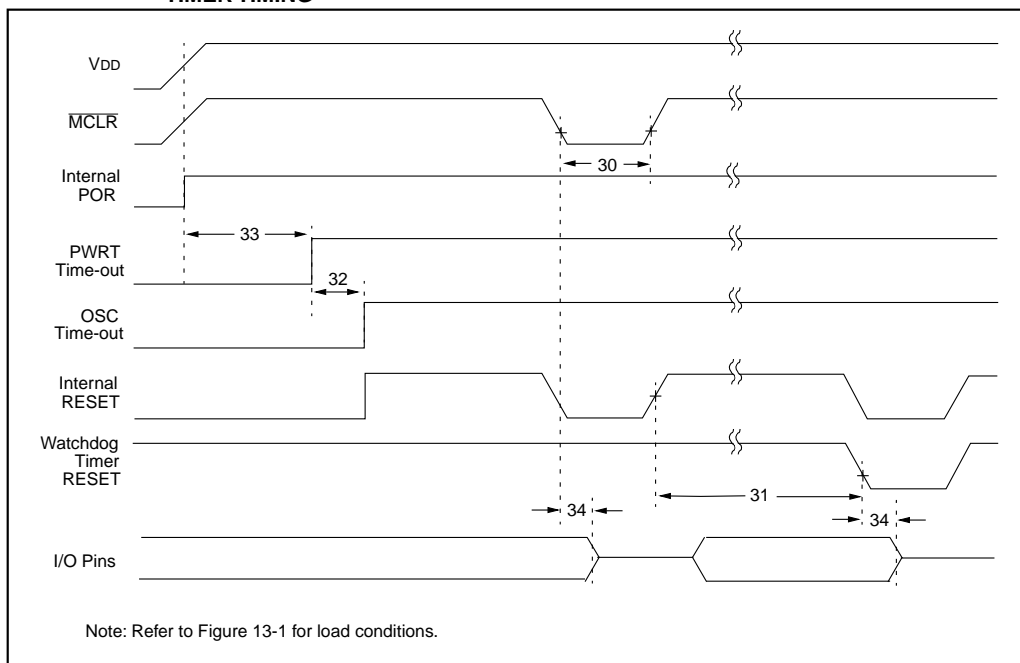 TIMER TIMING
VDD
MCLR
30
Internal
POR
33
PWRT
Time-out
32
OSC
Time-out
Internal
RESET
Watchdog
Timer
RESET
31
34
34
I/O Pins
Note: Refer to Figure 13-1 for load conditions.